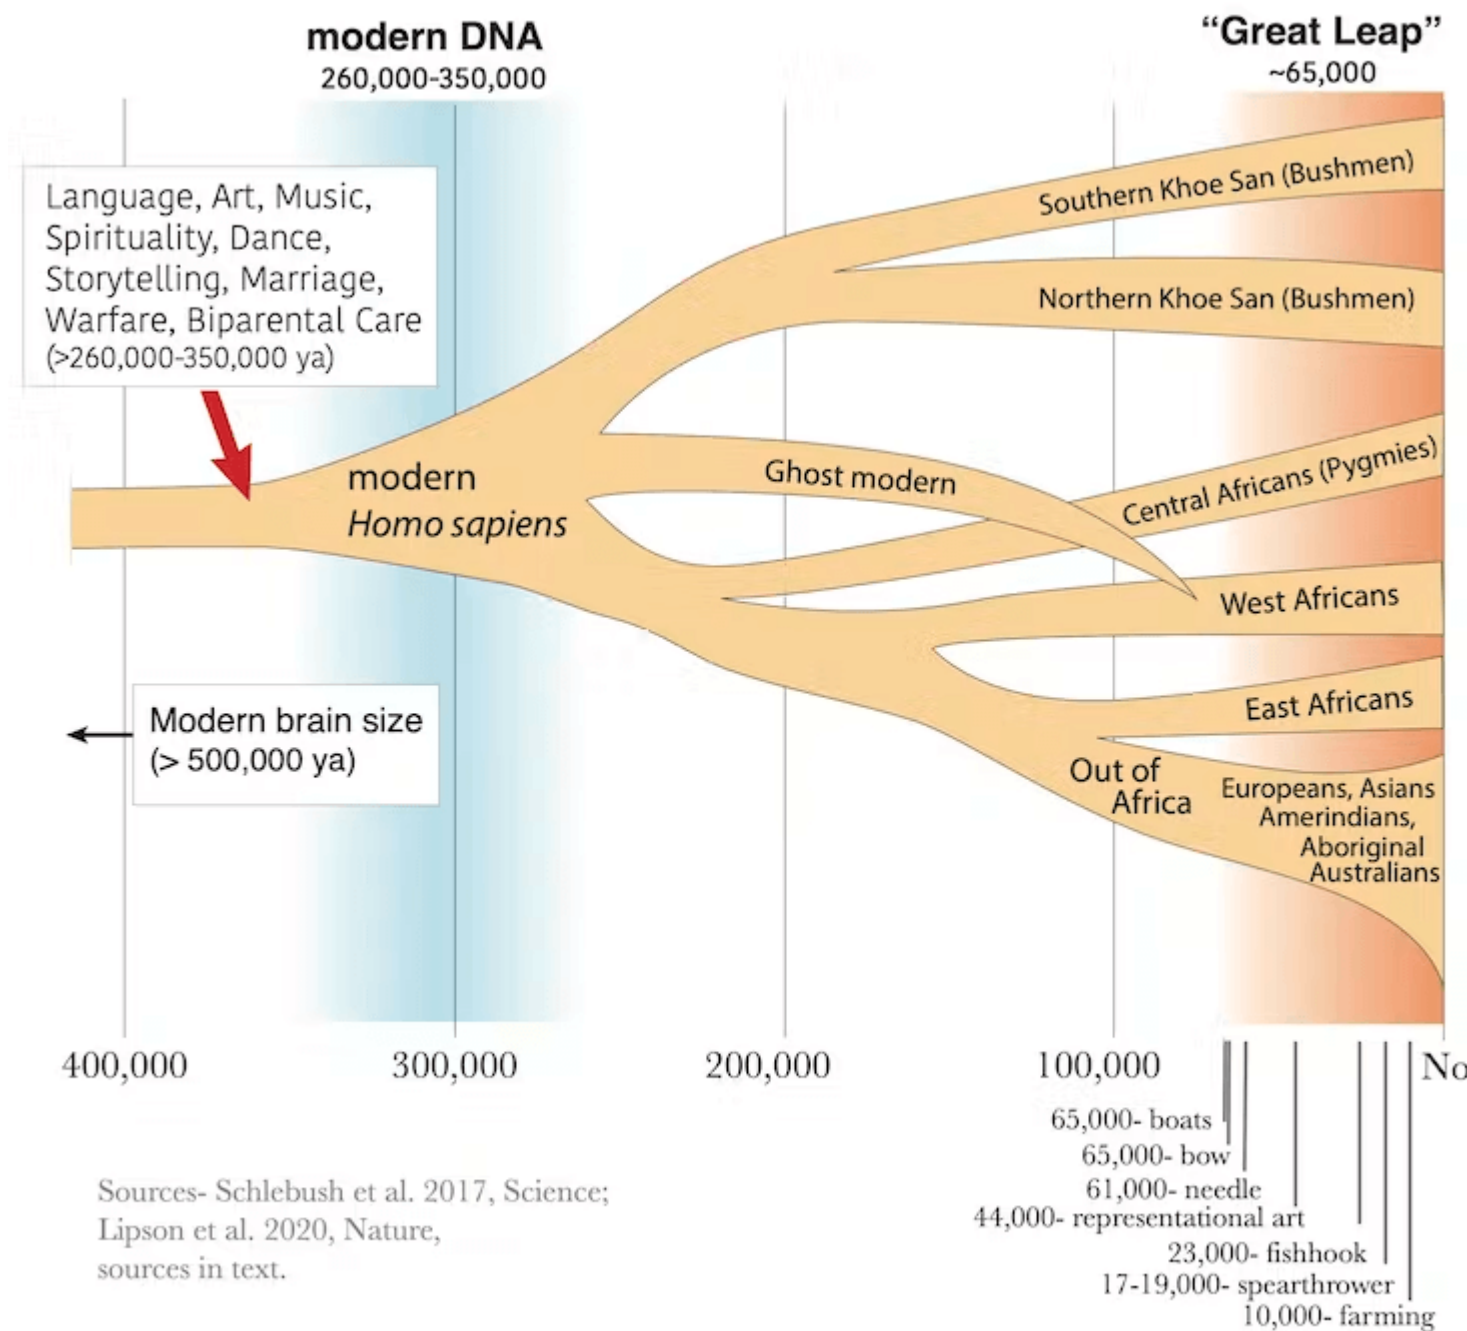 modern DNA
260,000-350,000
“Great Leap”
~65,000
Language, Art, Music,
Spirituality, Dance,
Storytelling, Marriage,
Warfare, Biparental Care
(>260,000-350,000 ya)
Southern Khoe San (Bushmen)
Northern Khoe San (Bushmen)
modern
Homo sapiens
Ghost modern
Central Africans (Pygmies)
West Africans
East Africans
Modern brain size
(> 500,000 ya)
Out of
Africa
Europeans, Asians
Amerindians,
Aboriginal
Australians
400,000
300,000
200,000
100,000
No
65,000- boats
65,000- bow
61,000- needle
44,000- representational art
23,000- fishhook
17-19,000- spearthrower
10,000- farming
Sources- Schlebush et al. 2017, Science;
Lipson et al. 2020, Nature,
sources in text.